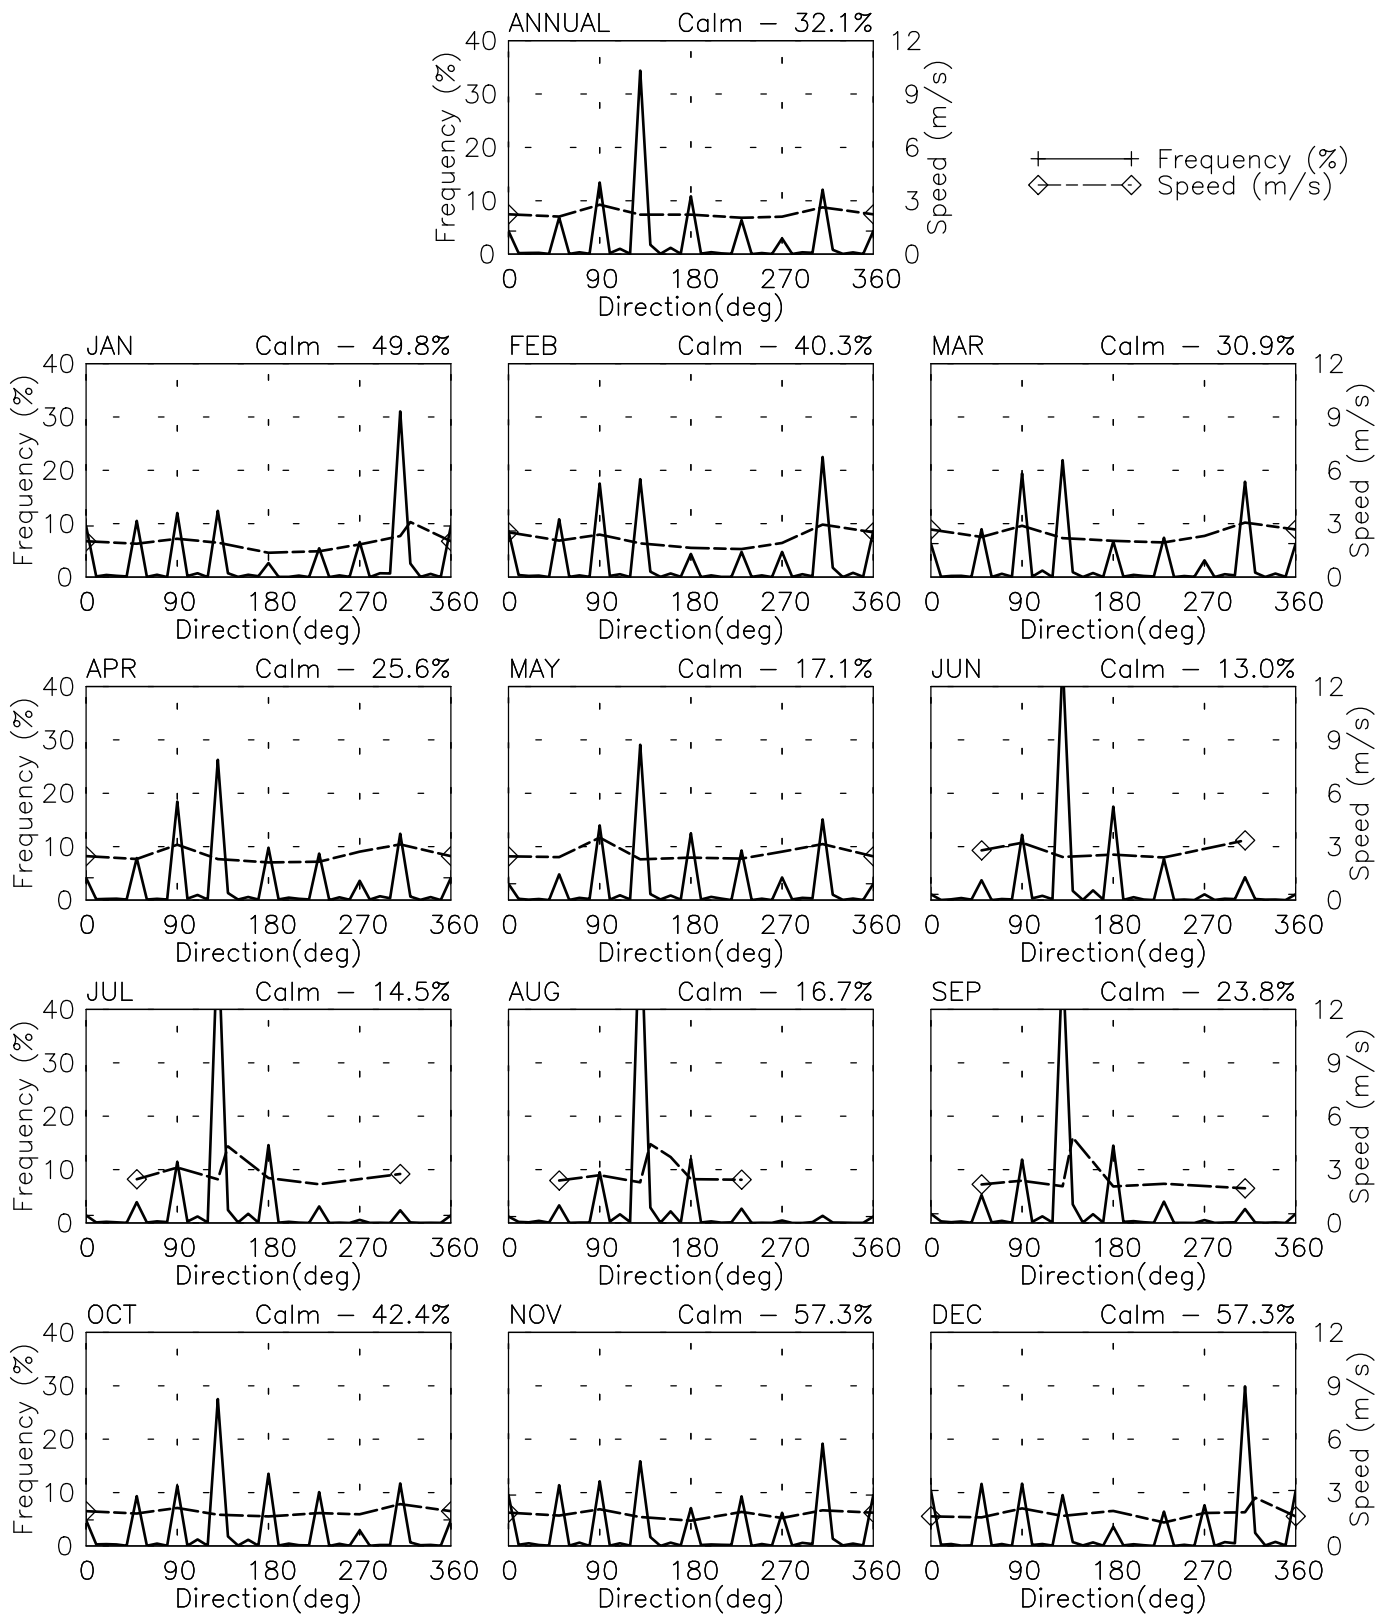 ANNUAL Calm - 32.1%
40 12
30 9
20 6
10 3
0 0
Frequency (%)
Speed (m/s)
0 90 180 270 360
Direction(deg)
Frequency (%)
Speed (m/s)
JAN Calm - 49.8% FEB Calm - 40.3% MAR Calm - 30.9%
40 12
30 9
20 6
10 3
0 0
Frequency (%)
Speed (m/s)
0 90 180 270 360 0 90 180 270 360 0 90 180 270 360
Direction(deg) Direction(deg) Direction(deg)
APR Calm - 25.6% MAY Calm - 17.1% JUN Calm - 13.0%
40 12
30 9
20 6
10 3
0 0
Frequency (%)
Speed (m/s)
0 90 180 270 360 0 90 180 270 360 0 90 180 270 360
Direction(deg) Direction(deg) Direction(deg)
JUL Calm - 14.5% AUG Calm - 16.7% SEP Calm - 23.8%
40 12
30 9
20 6
10 3
0 0
Frequency (%)
Speed (m/s)
0 90 180 270 360 0 90 180 270 360 0 90 180 270 360
Direction(deg) Direction(deg) Direction(deg)
OCT Calm - 42.4% NOV Calm - 57.3% DEC Calm - 57.3%
40 12
30 9
20 6
10 3
0 0
Frequency (%)
Speed (m/s)
0 90 180 270 360 0 90 180 270 360 0 90 180 270 360
Direction(deg) Direction(deg) Direction(deg)